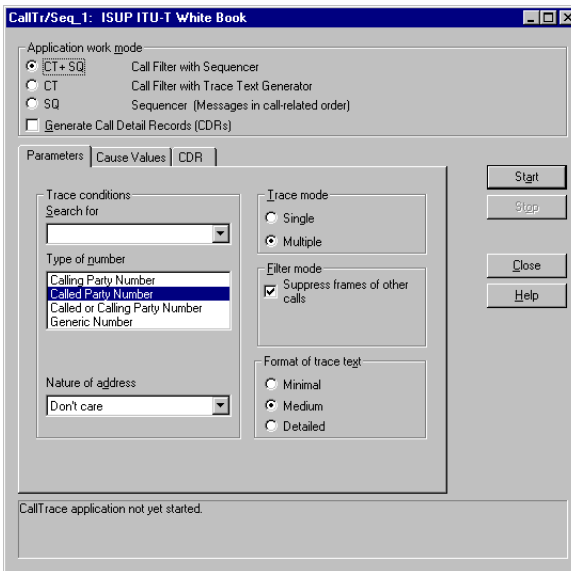 CallTr/Seq_1: ISUP ITU-T White Book
Application work mode
CT+ SQ Call Filter with Sequencer
CT Call Filter with Trace Text Generator
SQ Sequencer (Messages in call-related order)
Generate Call Detail Records (CDRs)
Parameters Cause Values CDR
Trace conditions
Search for
Type of number
Calling Party Number
Called Party Number
Called or Calling Party Number
Generic Number
Nature of address
Don't care
Trace mode
Single
Multiple
Filter mode
Suppress frames of other
calls
Format of trace text
Minimal
Medium
Detailed
Start
Stop
Close
Help
CallTrace application not yet started.